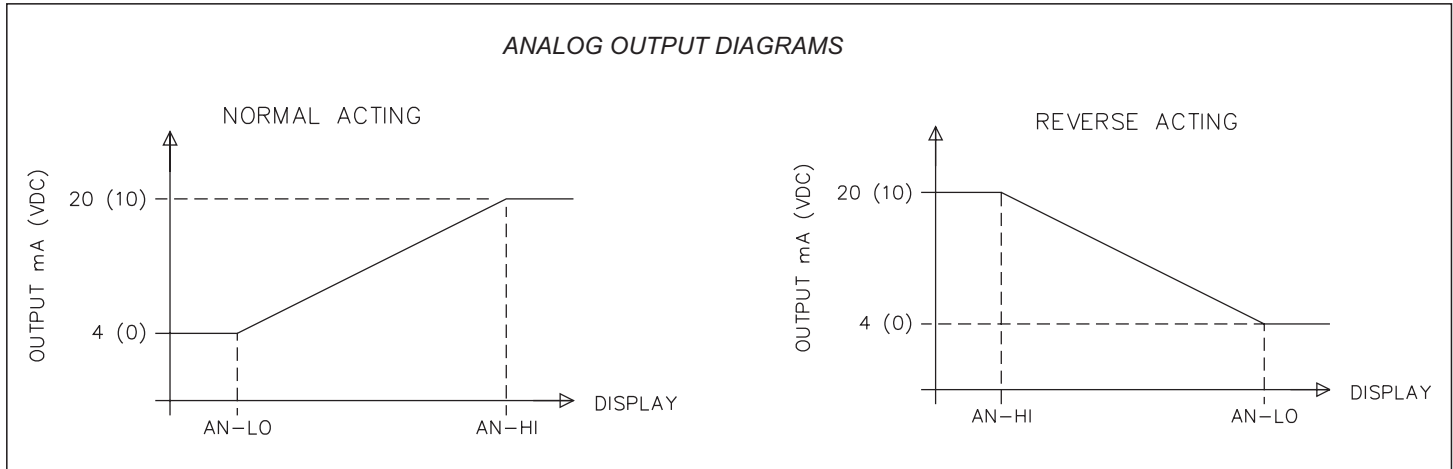 ANALOG OUTPUT DIAGRAMS
NORMAL ACTING
OUTPUT mA (VDC)
20 (10)
4 (0)
DISPLAY
AN-LO
AN-HI
REVERSE ACTING
OUTPUT mA (VDC)
20 (10)
4 (0)
DISPLAY
AN-HI
AN-LO